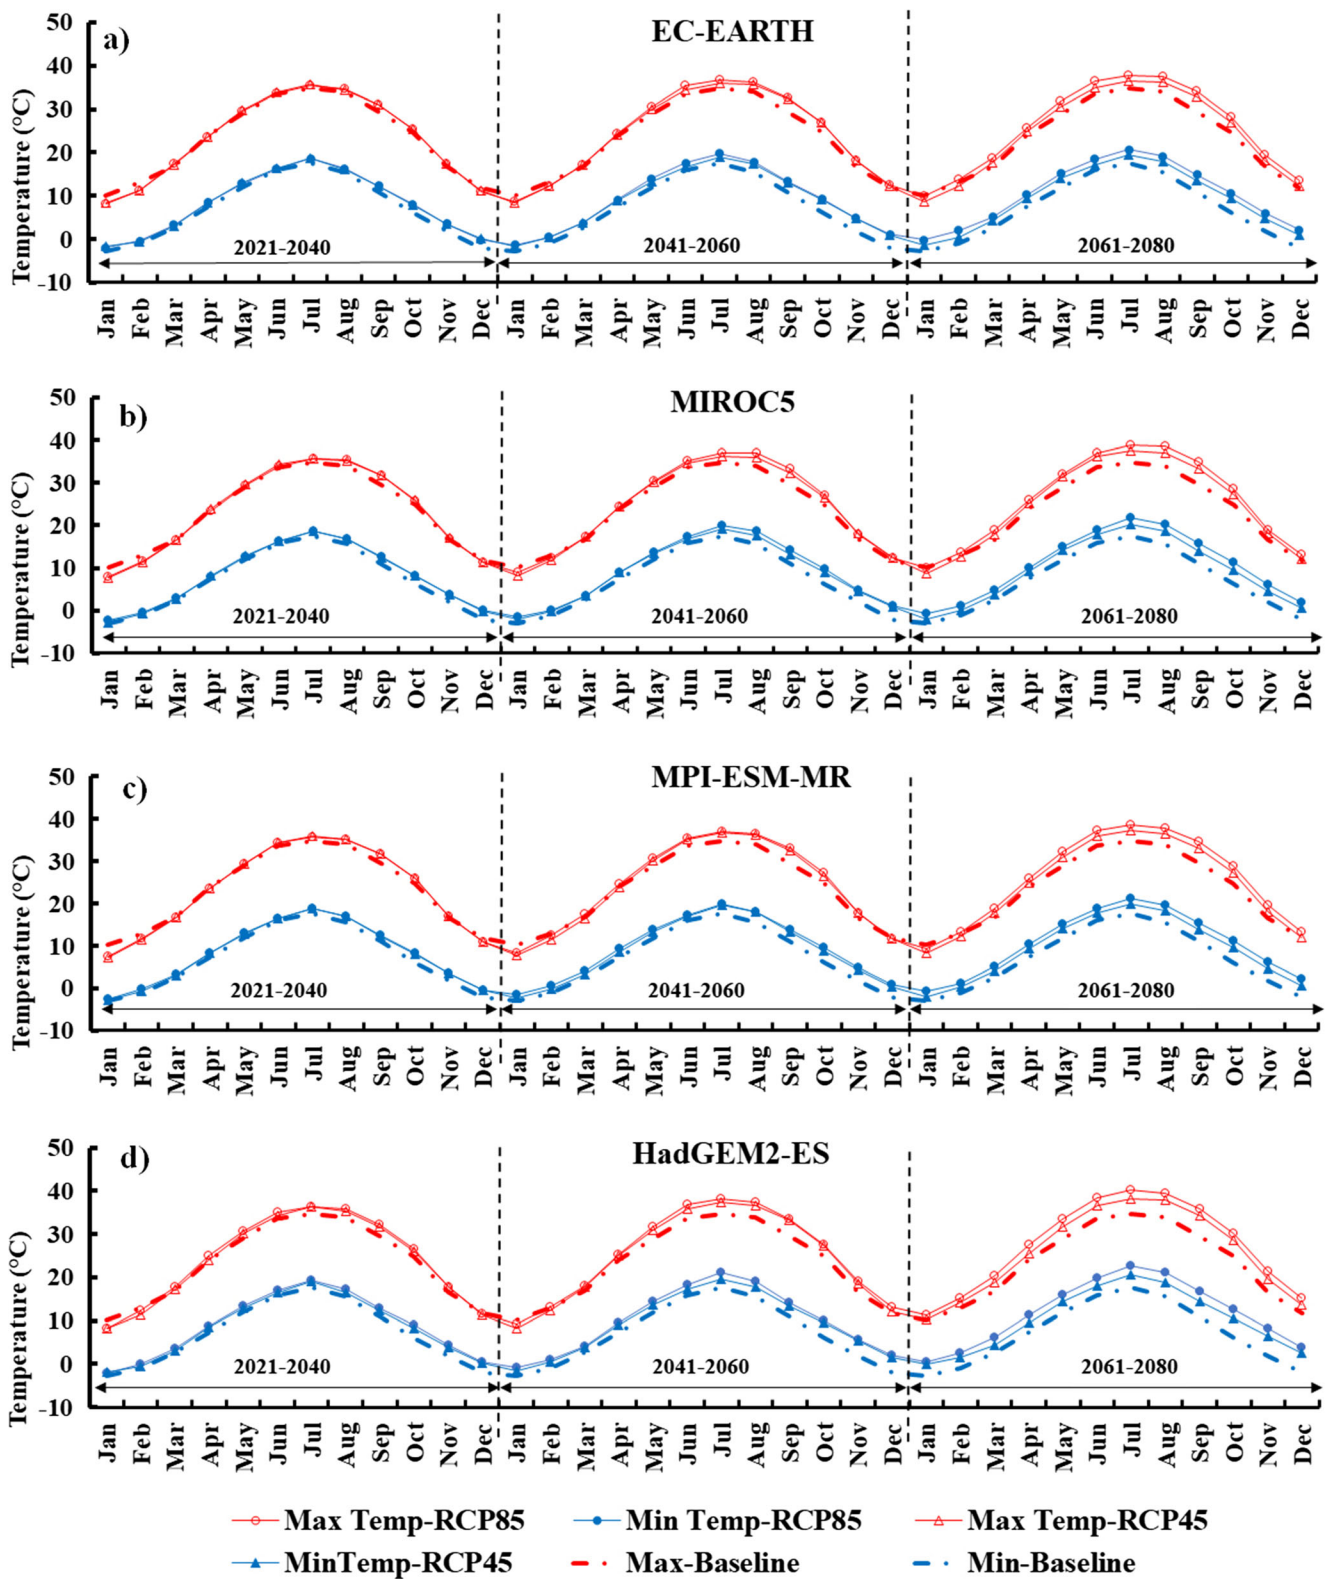 a)
EC-EARTH
Temperature (°C)
50
40
30
20
10
0
-10
2021-2040
2041-2060
2061-2080
Jan Feb Mar Apr May Jun Jul Aug Sep Oct Nov Dec Jan Feb Mar Apr May Jun Jul Aug Sep Oct Nov Dec Jan Feb Mar Apr May Jun Jul Aug Sep Oct Nov Dec
b)
MIROC5
Temperature (°C)
50
40
30
20
10
0
-10
2021-2040
2041-2060
2061-2080
Jan Feb Mar Apr May Jun Jul Aug Sep Oct Nov Dec Jan Feb Mar Apr May Jun Jul Aug Sep Oct Nov Dec Jan Feb Mar Apr May Jun Jul Aug Sep Oct Nov Dec
c)
MPI-ESM-MR
Temperature (°C)
50
40
30
20
10
0
-10
2021-2040
2041-2060
2061-2080
Jan Feb Mar Apr May Jun Jul Aug Sep Oct Nov Dec Jan Feb Mar Apr May Jun Jul Aug Sep Oct Nov Dec Jan Feb Mar Apr May Jun Jul Aug Sep Oct Nov Dec
d)
HadGEM2-ES
Temperature (°C)
50
40
30
20
10
0
-10
2021-2040
2041-2060
2061-2080
Jan Feb Mar Apr May Jun Jul Aug Sep Oct Nov Dec Jan Feb Mar Apr May Jun Jul Aug Sep Oct Nov Dec Jan Feb Mar Apr May Jun Jul Aug Sep Oct Nov Dec
Max Temp-RCP85 Min Temp-RCP85 Max Temp-RCP45
MinTemp-RCP45 Max-Baseline Min-Baseline